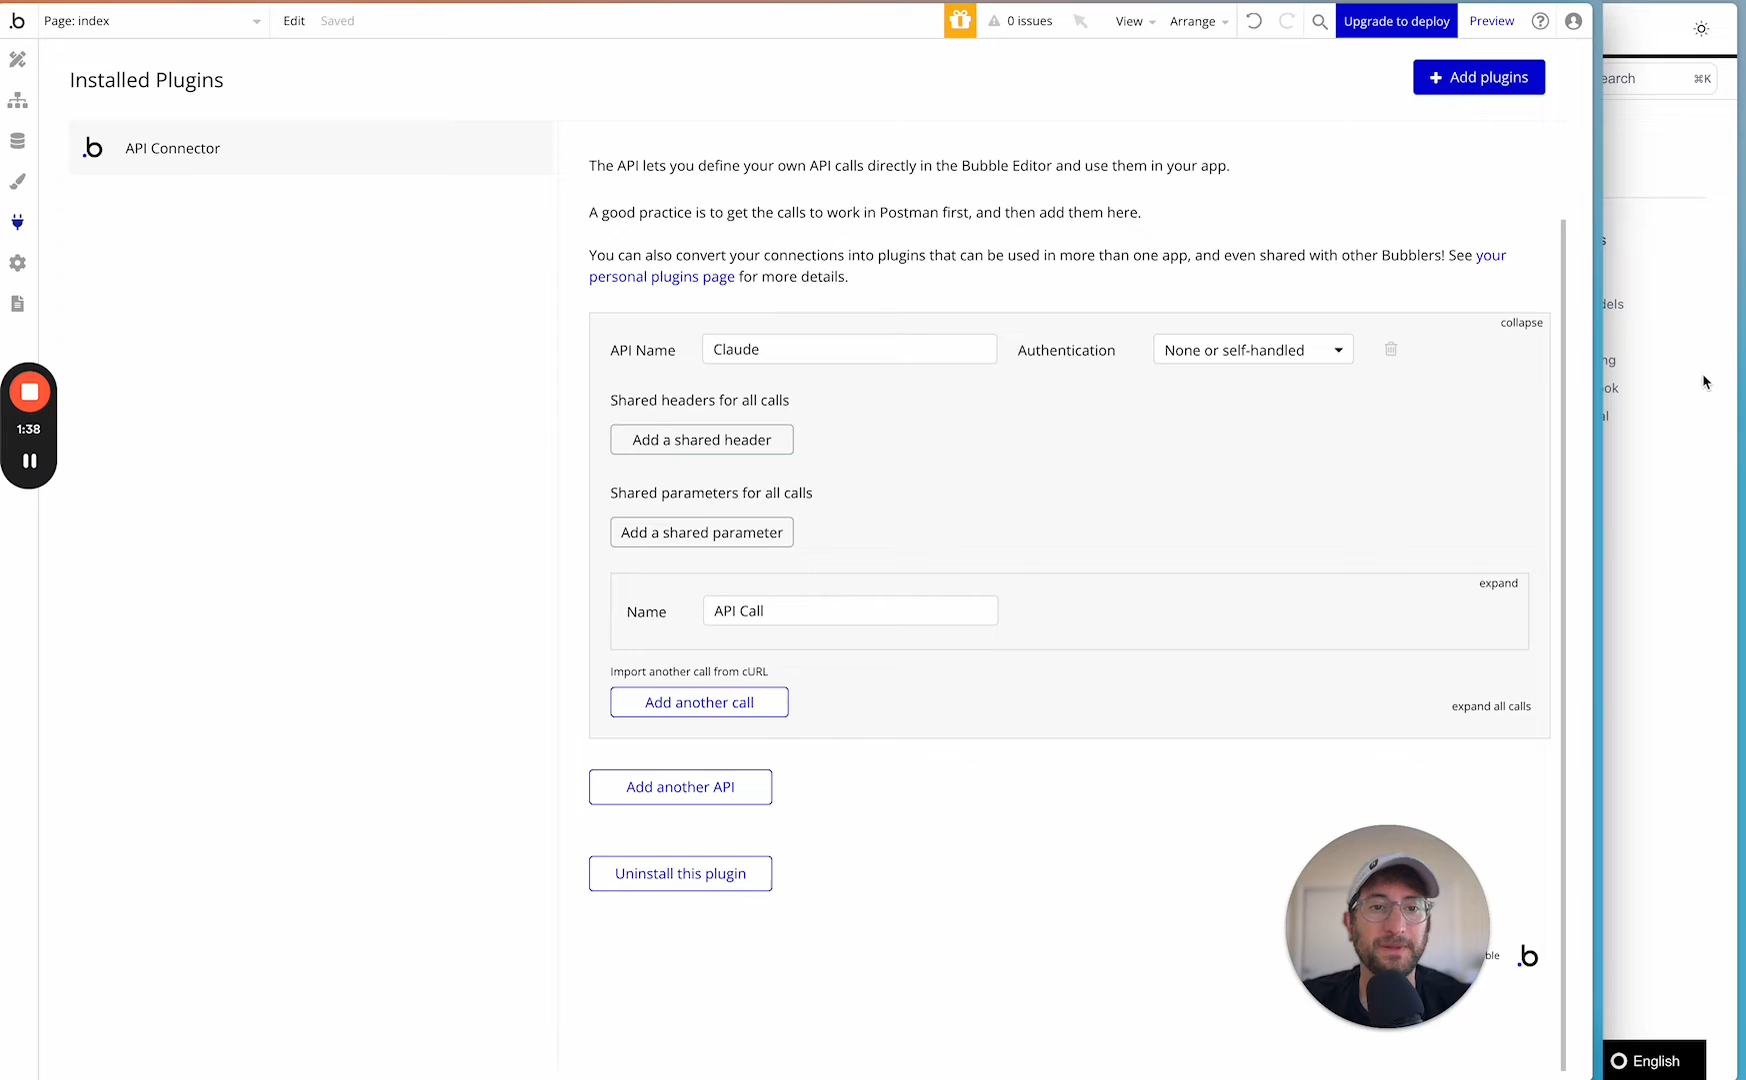 Page: index
Edit
Saved
0 issues
View
Arrange
Upgrade to deploy
Preview
Installed Plugins
Add plugins
earch
⌘K
.b API Connector
The API lets you define your own API calls directly in the Bubble Editor and use them in your app.
A good practice is to get the calls to work in Postman first, and then add them here.
You can also convert your connections into plugins that can be used in more than one app, and even shared with other Bubblers! See your
personal plugins page for more details.
collapse
API Name
Claude
Authentication
None or self-handled
Shared headers for all calls
Add a shared header
1:38
Shared parameters for all calls
Add a shared parameter
expand
Name
API Call
Import another call from cURL
Add another call
expand all calls
Add another API
Uninstall this plugin
ble
.b
English